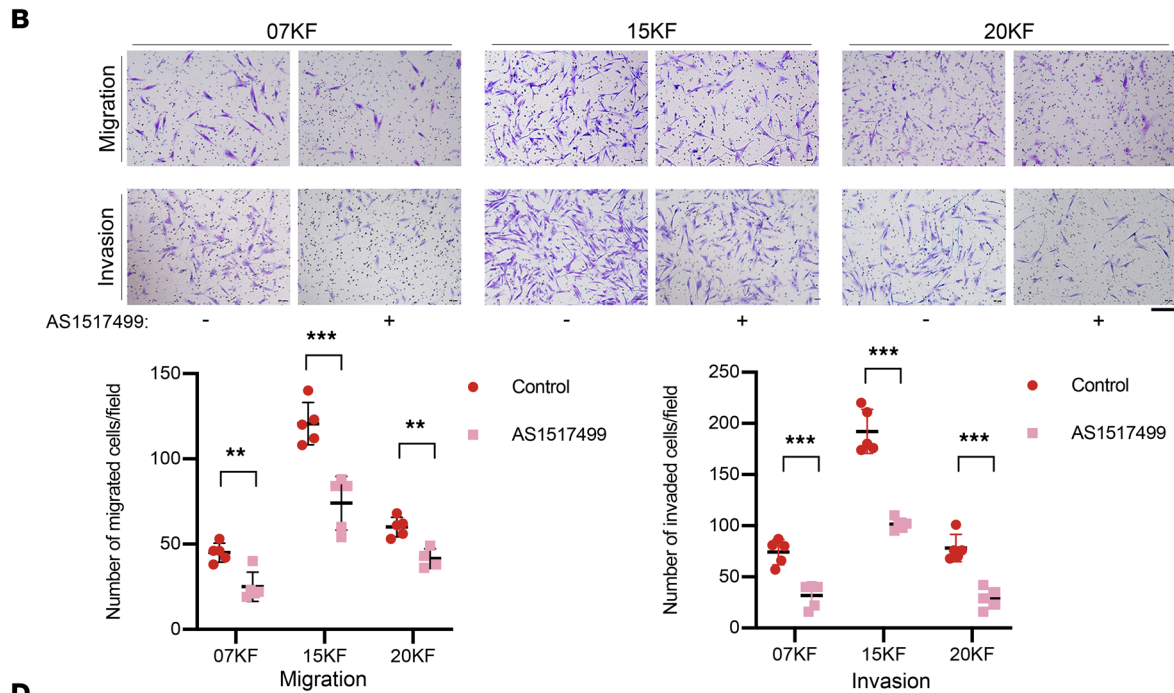 B
07KF 15KF 20KF
Migration
Invasion
AS1517499: - + - + - +
Number of migrated cells/field
150
100
50
0
**
***
**
Control
AS1517499
07KF 15KF 20KF
Migration
Number of invaded cells/field
250
200
150
100
50
0
***
***
***
Control
AS1517499
07KF 15KF 20KF
Invasion